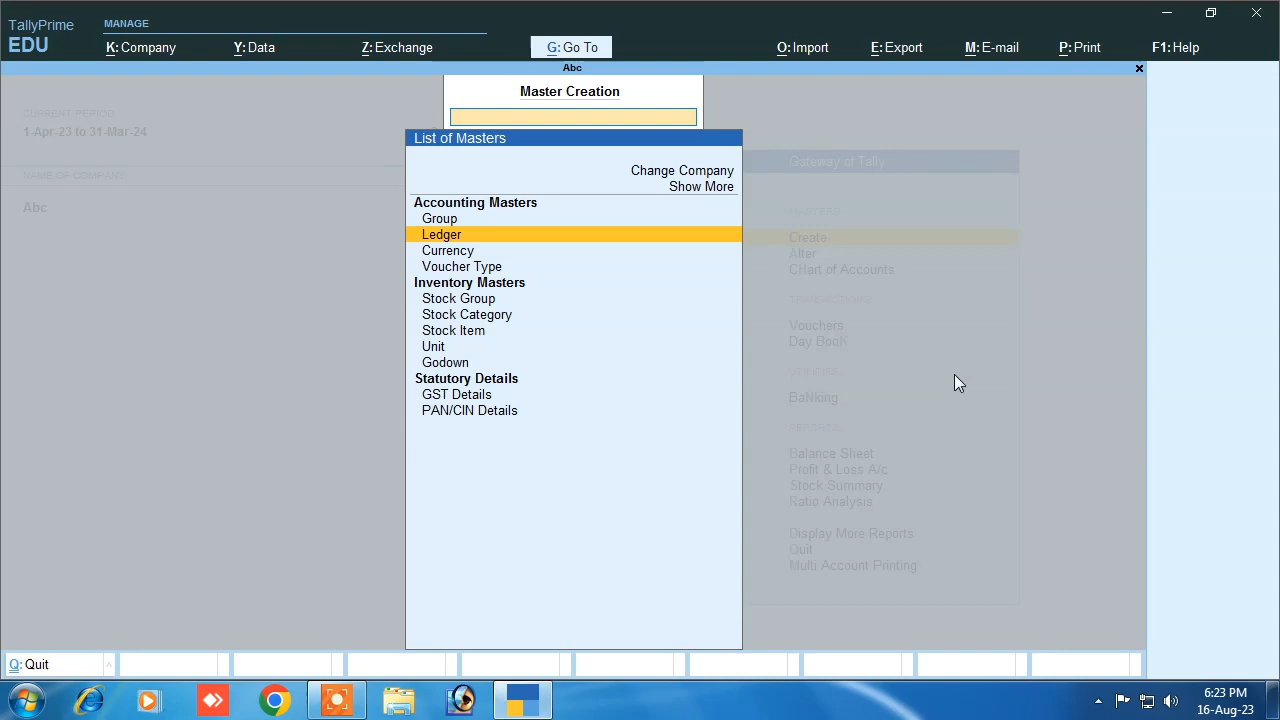 TallyPrime
EDU
MANAGE
K: Company
Y: Data
Z: Exchange
G: Go To
O: Import
E: Export
M: E-mail
P: Print
F1: Help
Abc
CURRENT PERIOD
1-Apr-23 to 31-Mar-24
NAME OF COMPANY
Abc
Master Creation
List of Masters
Change Company
Show More
Accounting Masters
Group
Ledger
Currency
Voucher Type
Inventory Masters
Stock Group
Stock Category
Stock Item
Unit
Godown
Statutory Details
GST Details
PAN/CIN Details
Gateway of Tally
MASTERS
Create
Alter
CHart of Accounts
TRANSACTIONS
Vouchers
Day BooK
UTILITIES
BaNking
REPORTS
Balance Sheet
Profit & Loss A/c
Stock Summary
Ratio Analysis
Display More Reports
Quit
Multi Account Printing
Q: Quit
6:23 PM
16-Aug-23